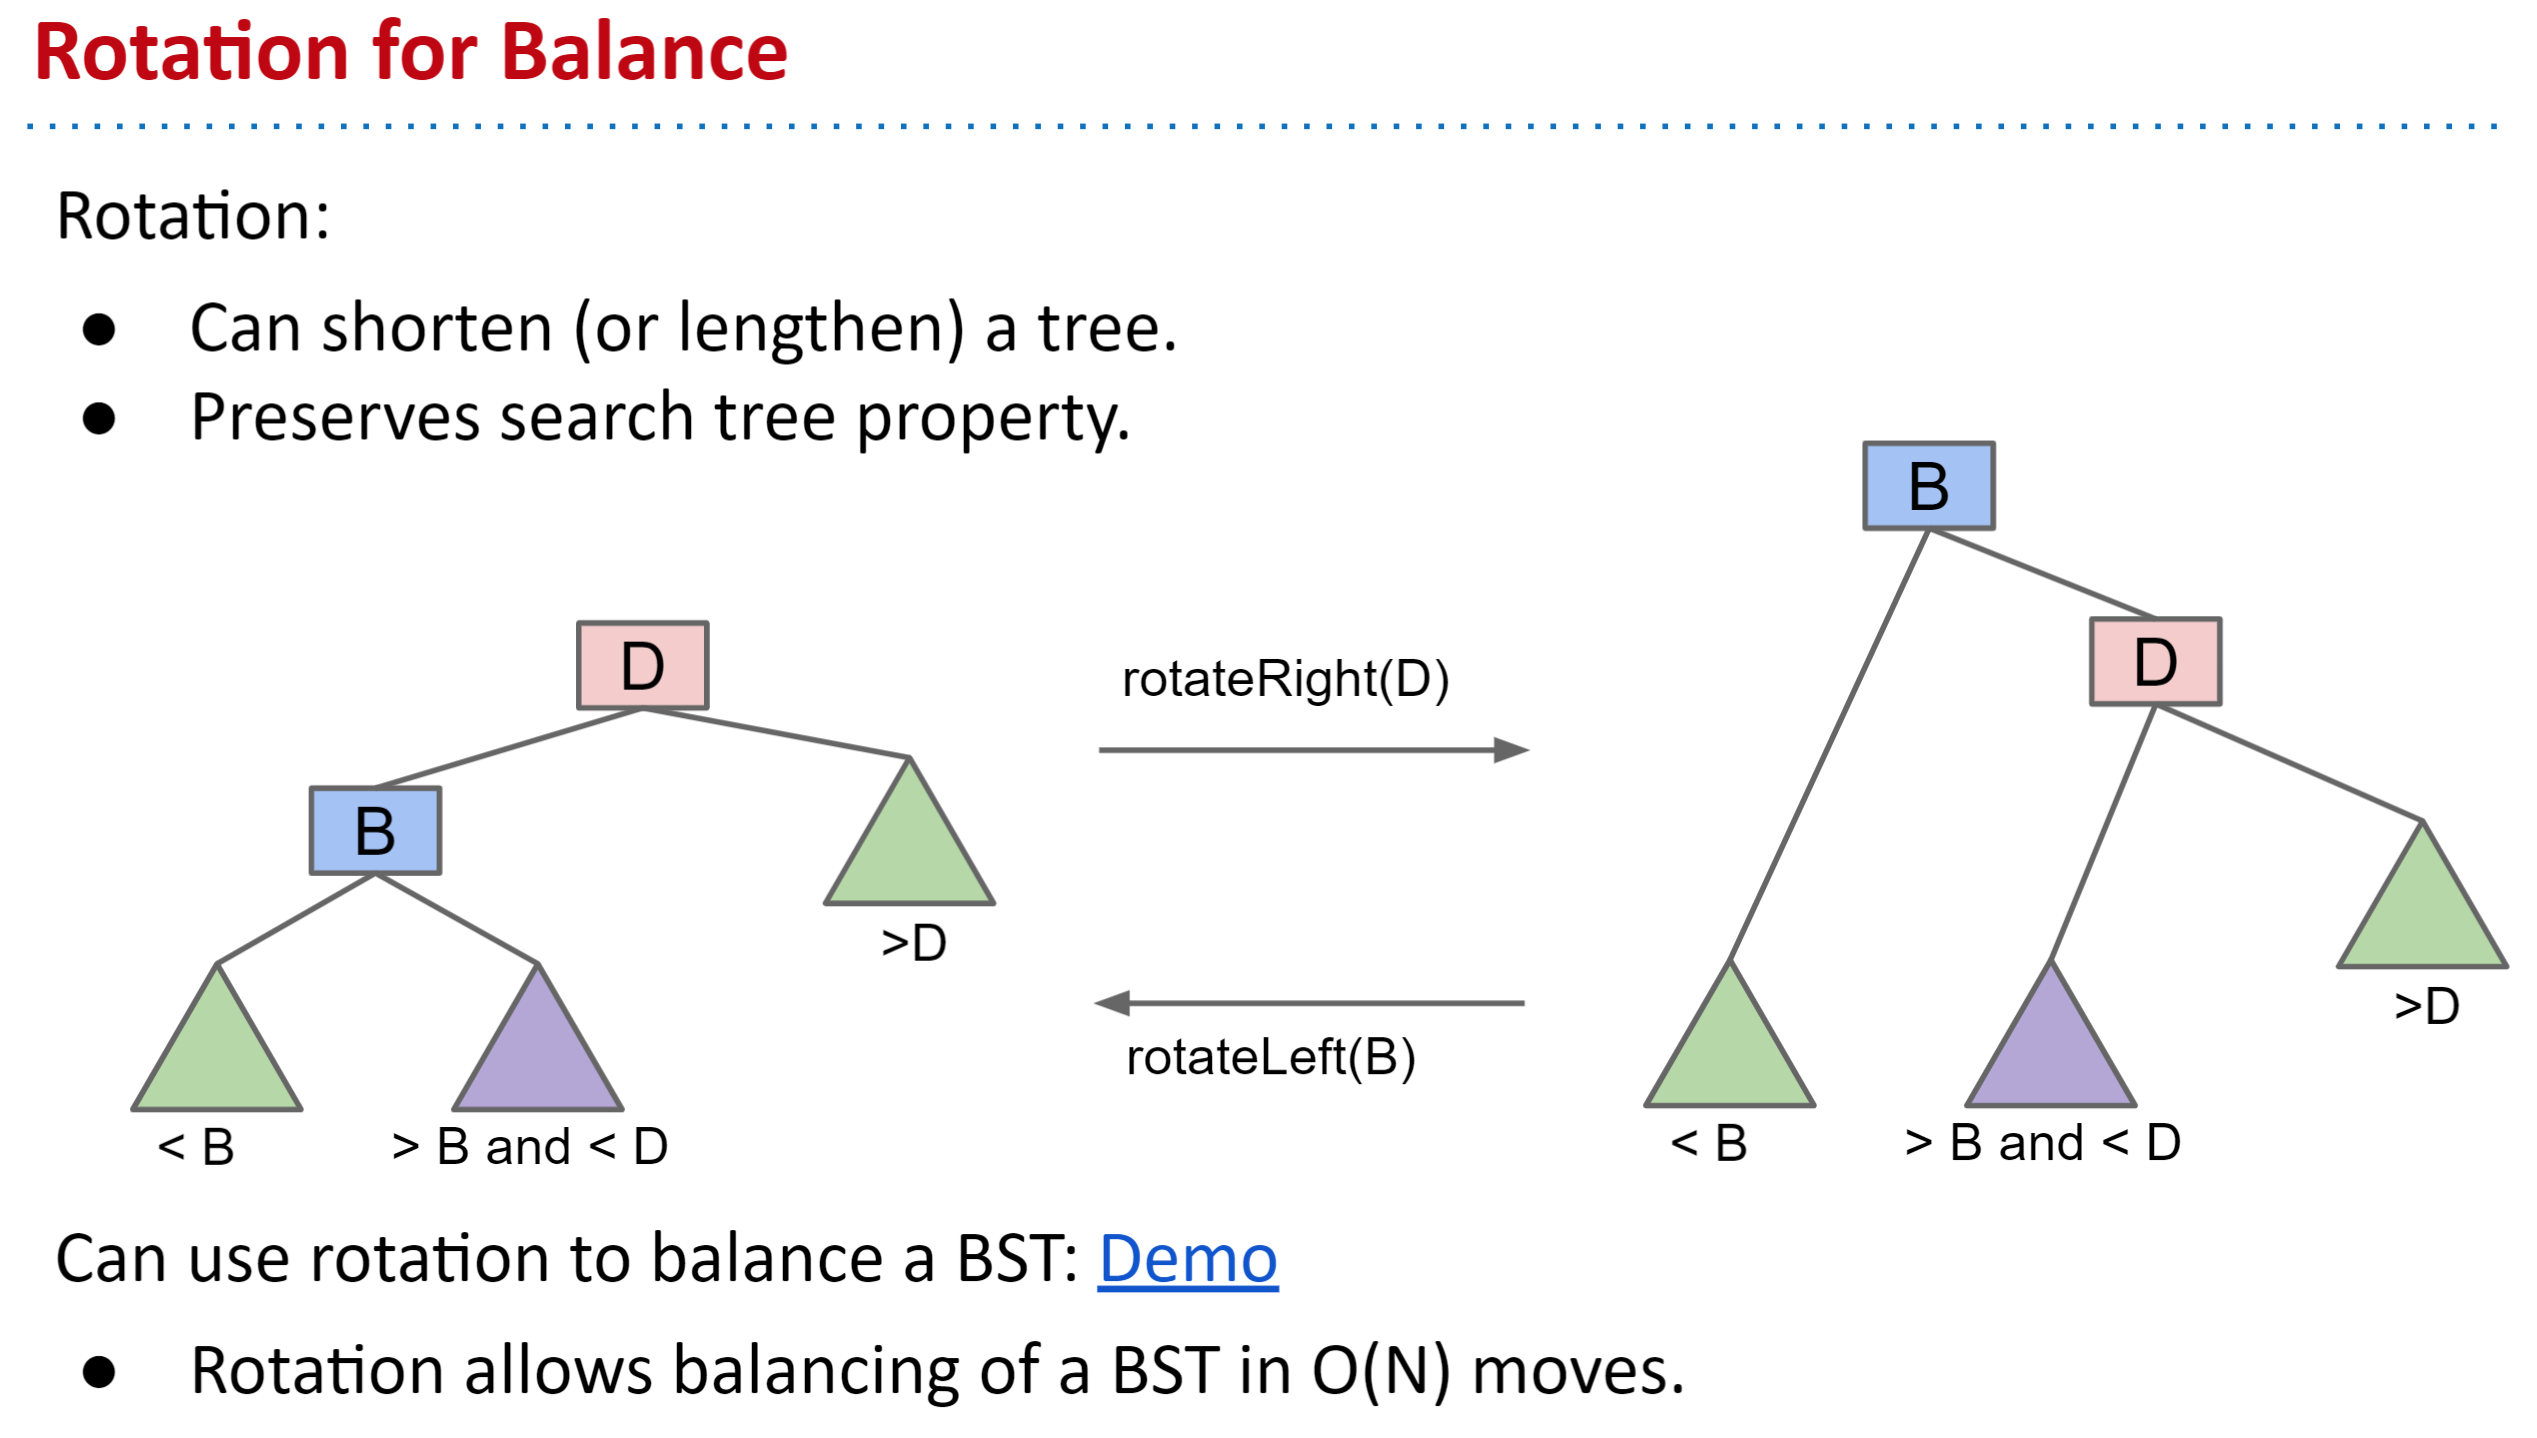 Rotation for Balance
Rotation:
● Can shorten (or lengthen) a tree.
● Preserves search tree property.
D
B
>D
< B
> B and < D
rotateRight(D)
rotateLeft(B)
B
D
>D
< B
> B and < D
Can use rotation to balance a BST: Demo
● Rotation allows balancing of a BST in O(N) moves.